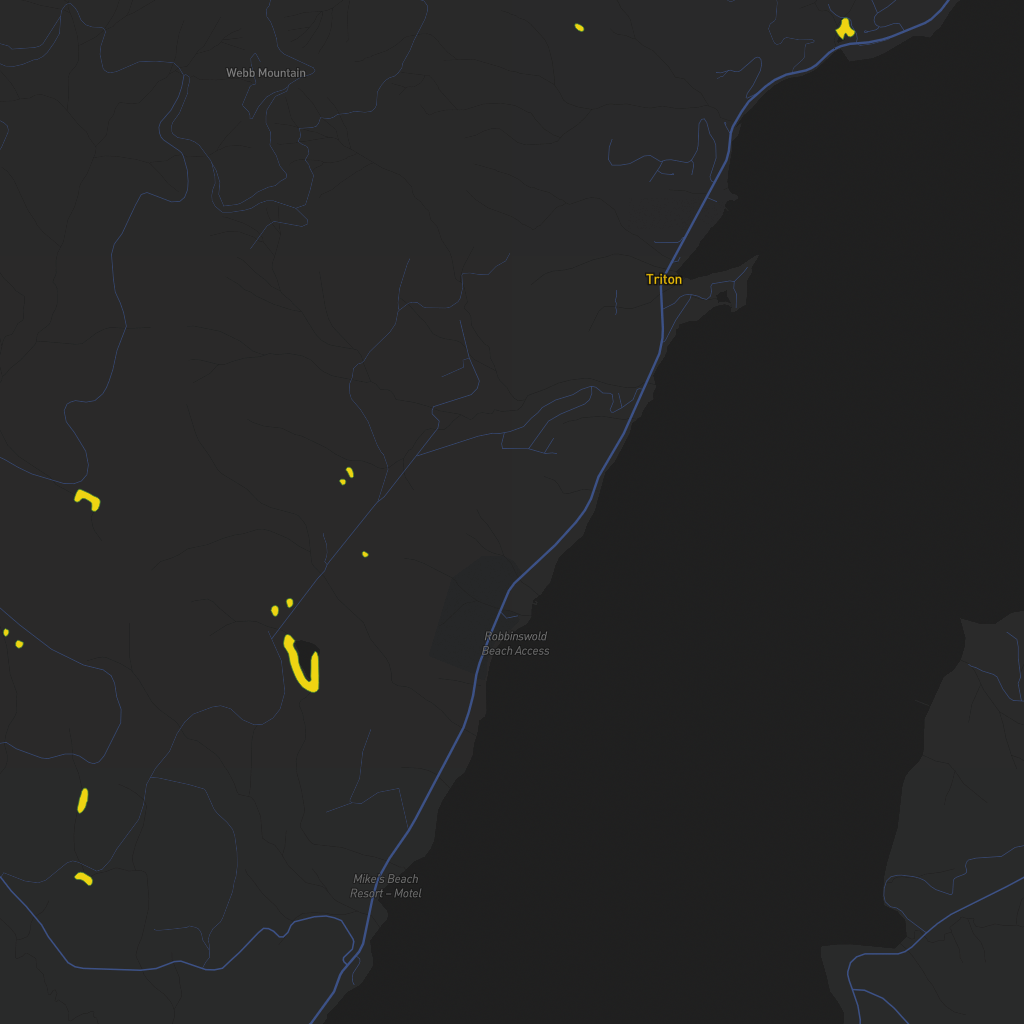 Webb Mountain
Triton
Robbinswold
Beach Access
Mike's Beach
Resort – Motel